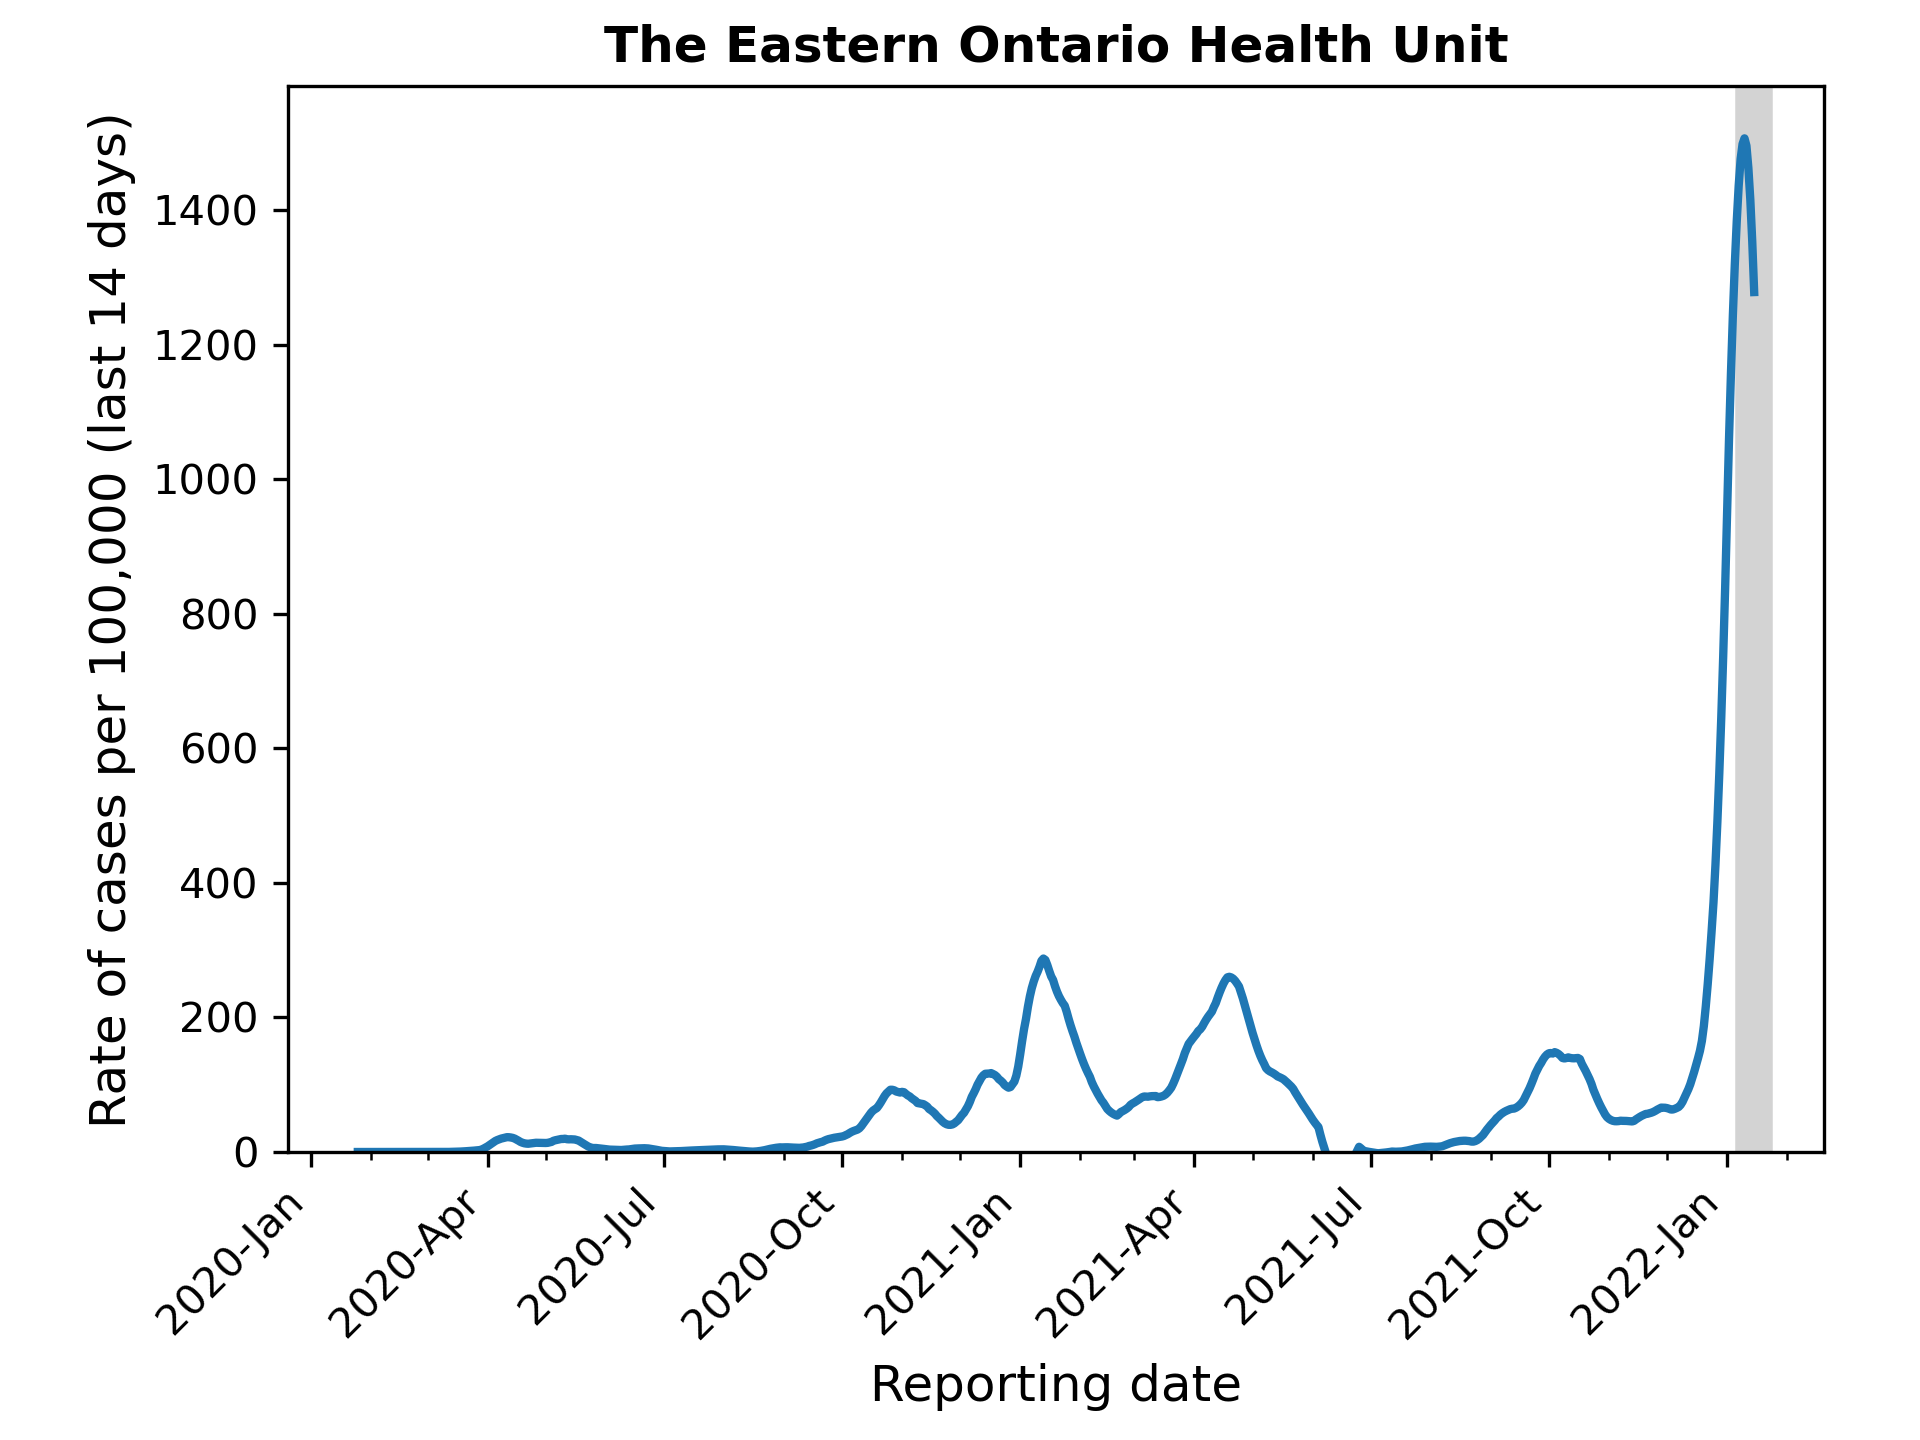 The Eastern Ontario Health Unit
Rate of cases per 100,000 (last 14 days)
1400
1200
1000
800
600
400
200
0
2020-Jan
2020-Apr
2020-Jul
2020-Oct
2021-Jan
2021-Apr
2021-Jul
2021-Oct
2022-Jan
Reporting date